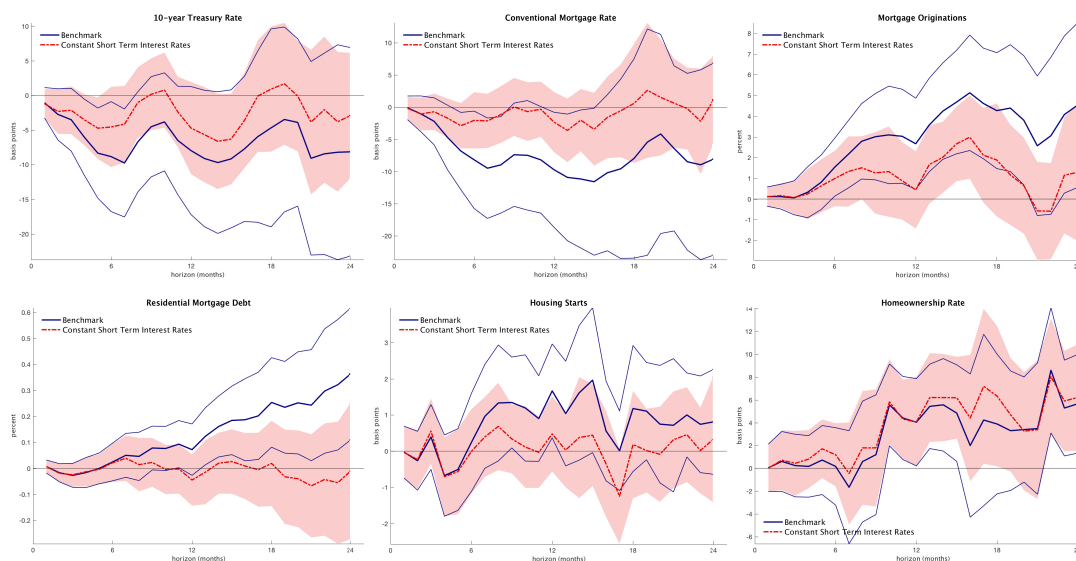 10-year Treasury Rate
Benchmark
Constant Short Term Interest Rates
basis points
10
5
0
-5
-10
-15
-20
0
6
12
18
24
horizon (months)
Conventional Mortgage Rate
Benchmark
Constant Short Term Interest Rates
basis points
10
5
0
-5
-10
-15
-20
0
6
12
18
24
horizon (months)
Mortgage Originations
Benchmark
Constant Short Term Interest Rates
percent
8
7
6
5
4
3
2
1
0
-1
-2
0
6
12
18
24
horizon (months)
Residential Mortgage Debt
Benchmark
Constant Short Term Interest Rates
percent
0.6
0.5
0.4
0.3
0.2
0.1
0
-0.1
-0.2
0
6
12
18
24
horizon (months)
Housing Starts
Benchmark
Constant Short Term Interest Rates
basis points
3
2
1
0
-1
-2
0
6
12
18
24
horizon (months)
Homeownership Rate
14
12
10
8
6
4
2
0
-2
-4
-6
basis points
Benchmark
Constant Short Term Interest Rates
0
6
12
18
24
horizon (months)